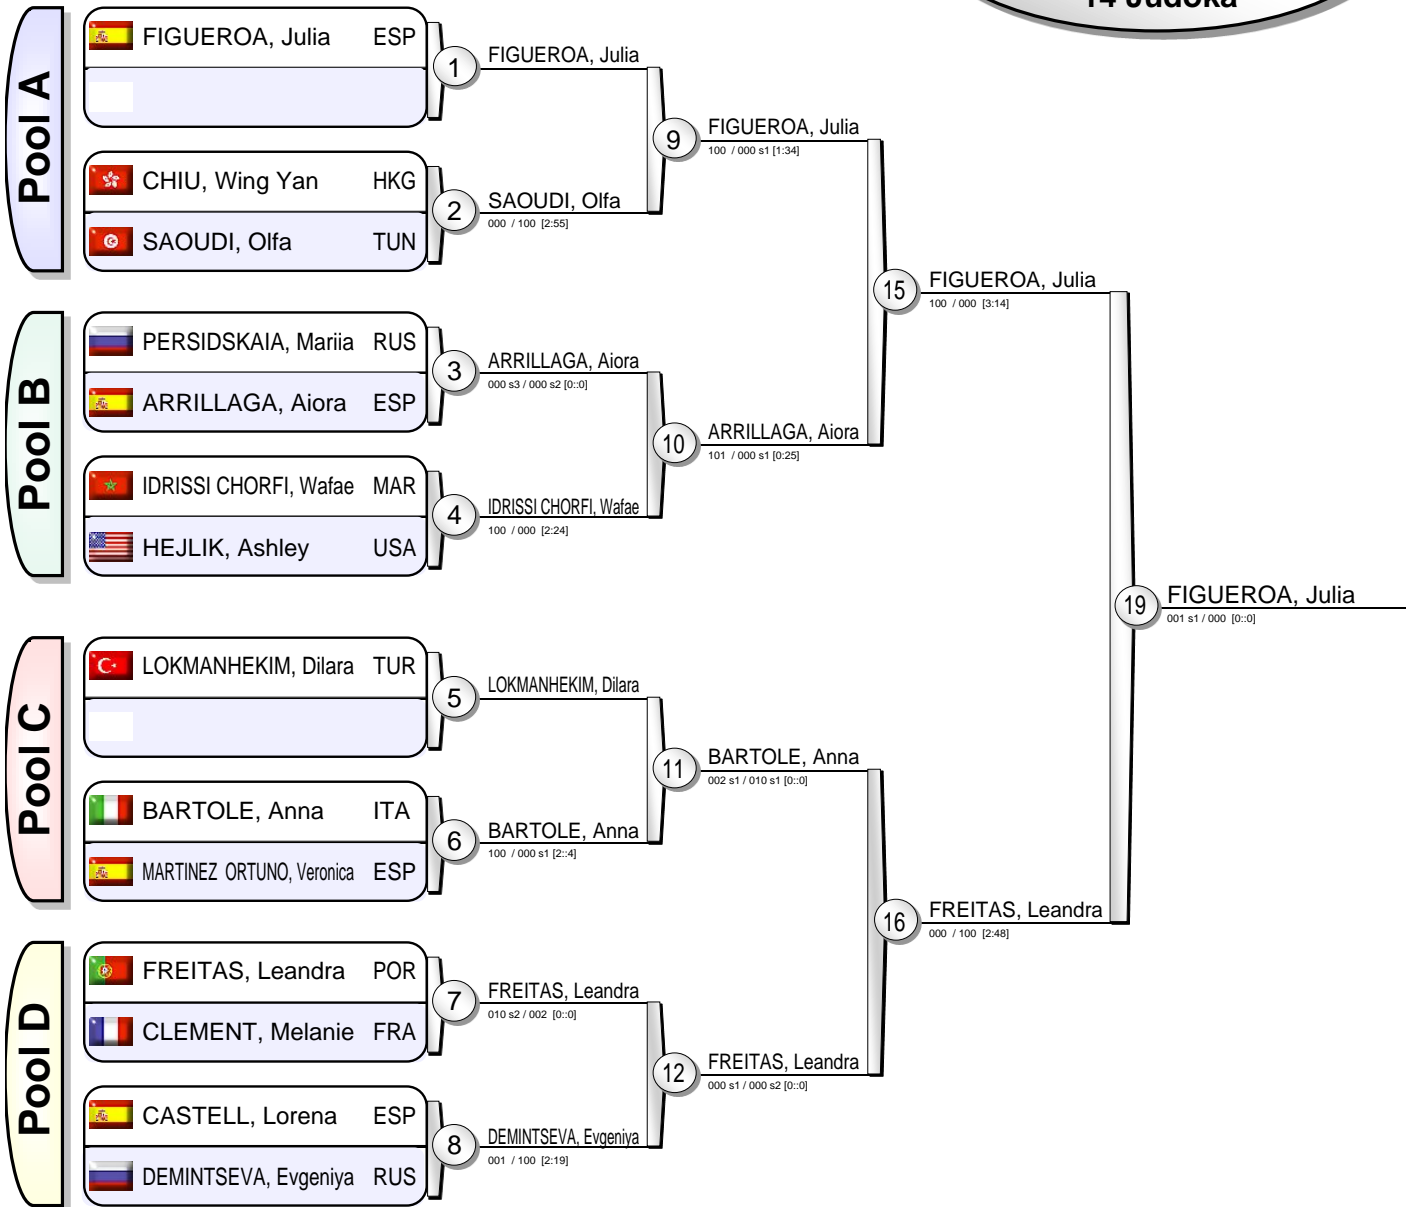 14 Judoka
Pool A
FIGUEROA, Julia ESP
1
FIGUEROA, Julia
CHIU, Wing Yan HKG
SAOUDI, Olfa TUN
2
SAOUDI, Olfa
000 / 100 [2:55]
9
FIGUEROA, Julia
100 / 000 s1 [1:34]
Pool B
PERSIDSKAIA, Mariia RUS
ARRILLAGA, Aiora ESP
3
ARRILLAGA, Aiora
000 s3 / 000 s2 [0::0]
IDRISSI CHORFI, Wafae MAR
HEJLIK, Ashley USA
4
IDRISSI CHORFI, Wafae
100 / 000 [2:24]
10
ARRILLAGA, Aiora
101 / 000 s1 [0:25]
15
FIGUEROA, Julia
100 / 000 [3:14]
Pool C
LOKMANHEKIM, Dilara TUR
5
LOKMANHEKIM, Dilara
BARTOLE, Anna ITA
MARTINEZ ORTUNO, Veronica ESP
6
BARTOLE, Anna
100 / 000 s1 [2::4]
11
BARTOLE, Anna
002 s1 / 010 s1 [0::0]
Pool D
FREITAS, Leandra POR
CLEMENT, Melanie FRA
7
FREITAS, Leandra
010 s2 / 002 [0::0]
CASTELL, Lorena ESP
DEMINTSEVA, Evgeniya RUS
8
DEMINTSEVA, Evgeniya
001 / 100 [2:19]
12
FREITAS, Leandra
000 s1 / 000 s2 [0::0]
16
FREITAS, Leandra
000 / 100 [2:48]
19
FIGUEROA, Julia
001 s1 / 000 [0::0]